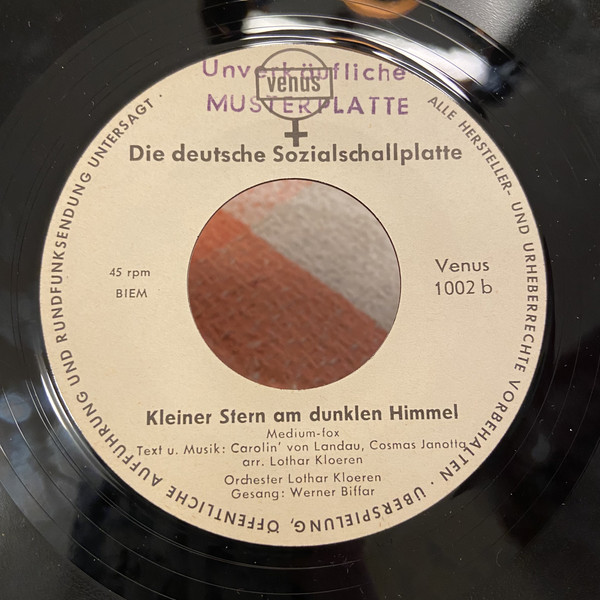 Unverkäufliche
venus
MUSTERPLATTE
Die deutsche Sozialschallplatte
45 rpm
BIEM
Venus
1002 b
Kleiner Stern am dunklen Himmel
Medium-fox
Text u. Musik: Carolin' von Landau, Cosmas Janotta
arr. Lothar Kloeren
Orchester Lothar Kloeren
Gesang: Werner Biffar
ALLE HERSTELLER- UND URHEBERRECHTE VORBEHALTEN · ÜBERSPIELUNG, ÖFFENTLICHE AUFFÜHRUNG UND RUNDFUNKSENDUNG UNTERSAGT ·